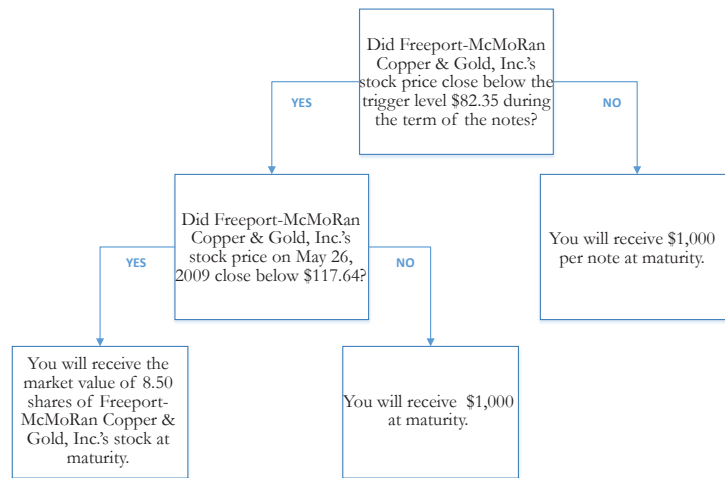 Did Freeport-McMoRan
Copper & Gold, Inc.'s
stock price close below the
trigger level $82.35 during
the term of the notes?
YES
NO
Did Freeport-McMoRan
Copper & Gold, Inc.'s
stock price on May 26,
2009 close below $117.64?
You will receive $1,000
per note at maturity.
YES
NO
You will receive the
market value of 8.50
shares of Freeport-
McMoRan Copper &
Gold, Inc.'s stock at
maturity.
You will receive $1,000
at maturity.